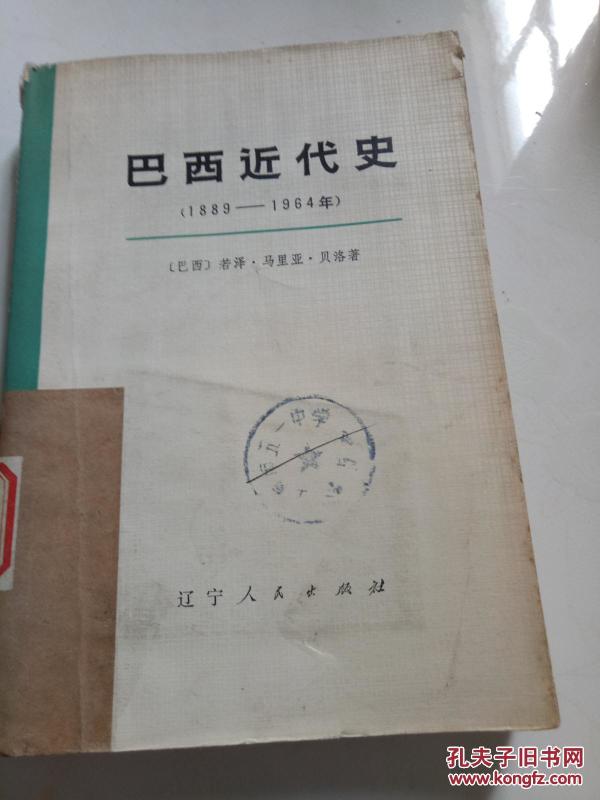 巴西近代史
（1889——1964年）
〔巴西〕若泽·马里亚·贝洛著
五一中学
辽宁人民出版社
孔夫子旧书网
www.kongfz.com